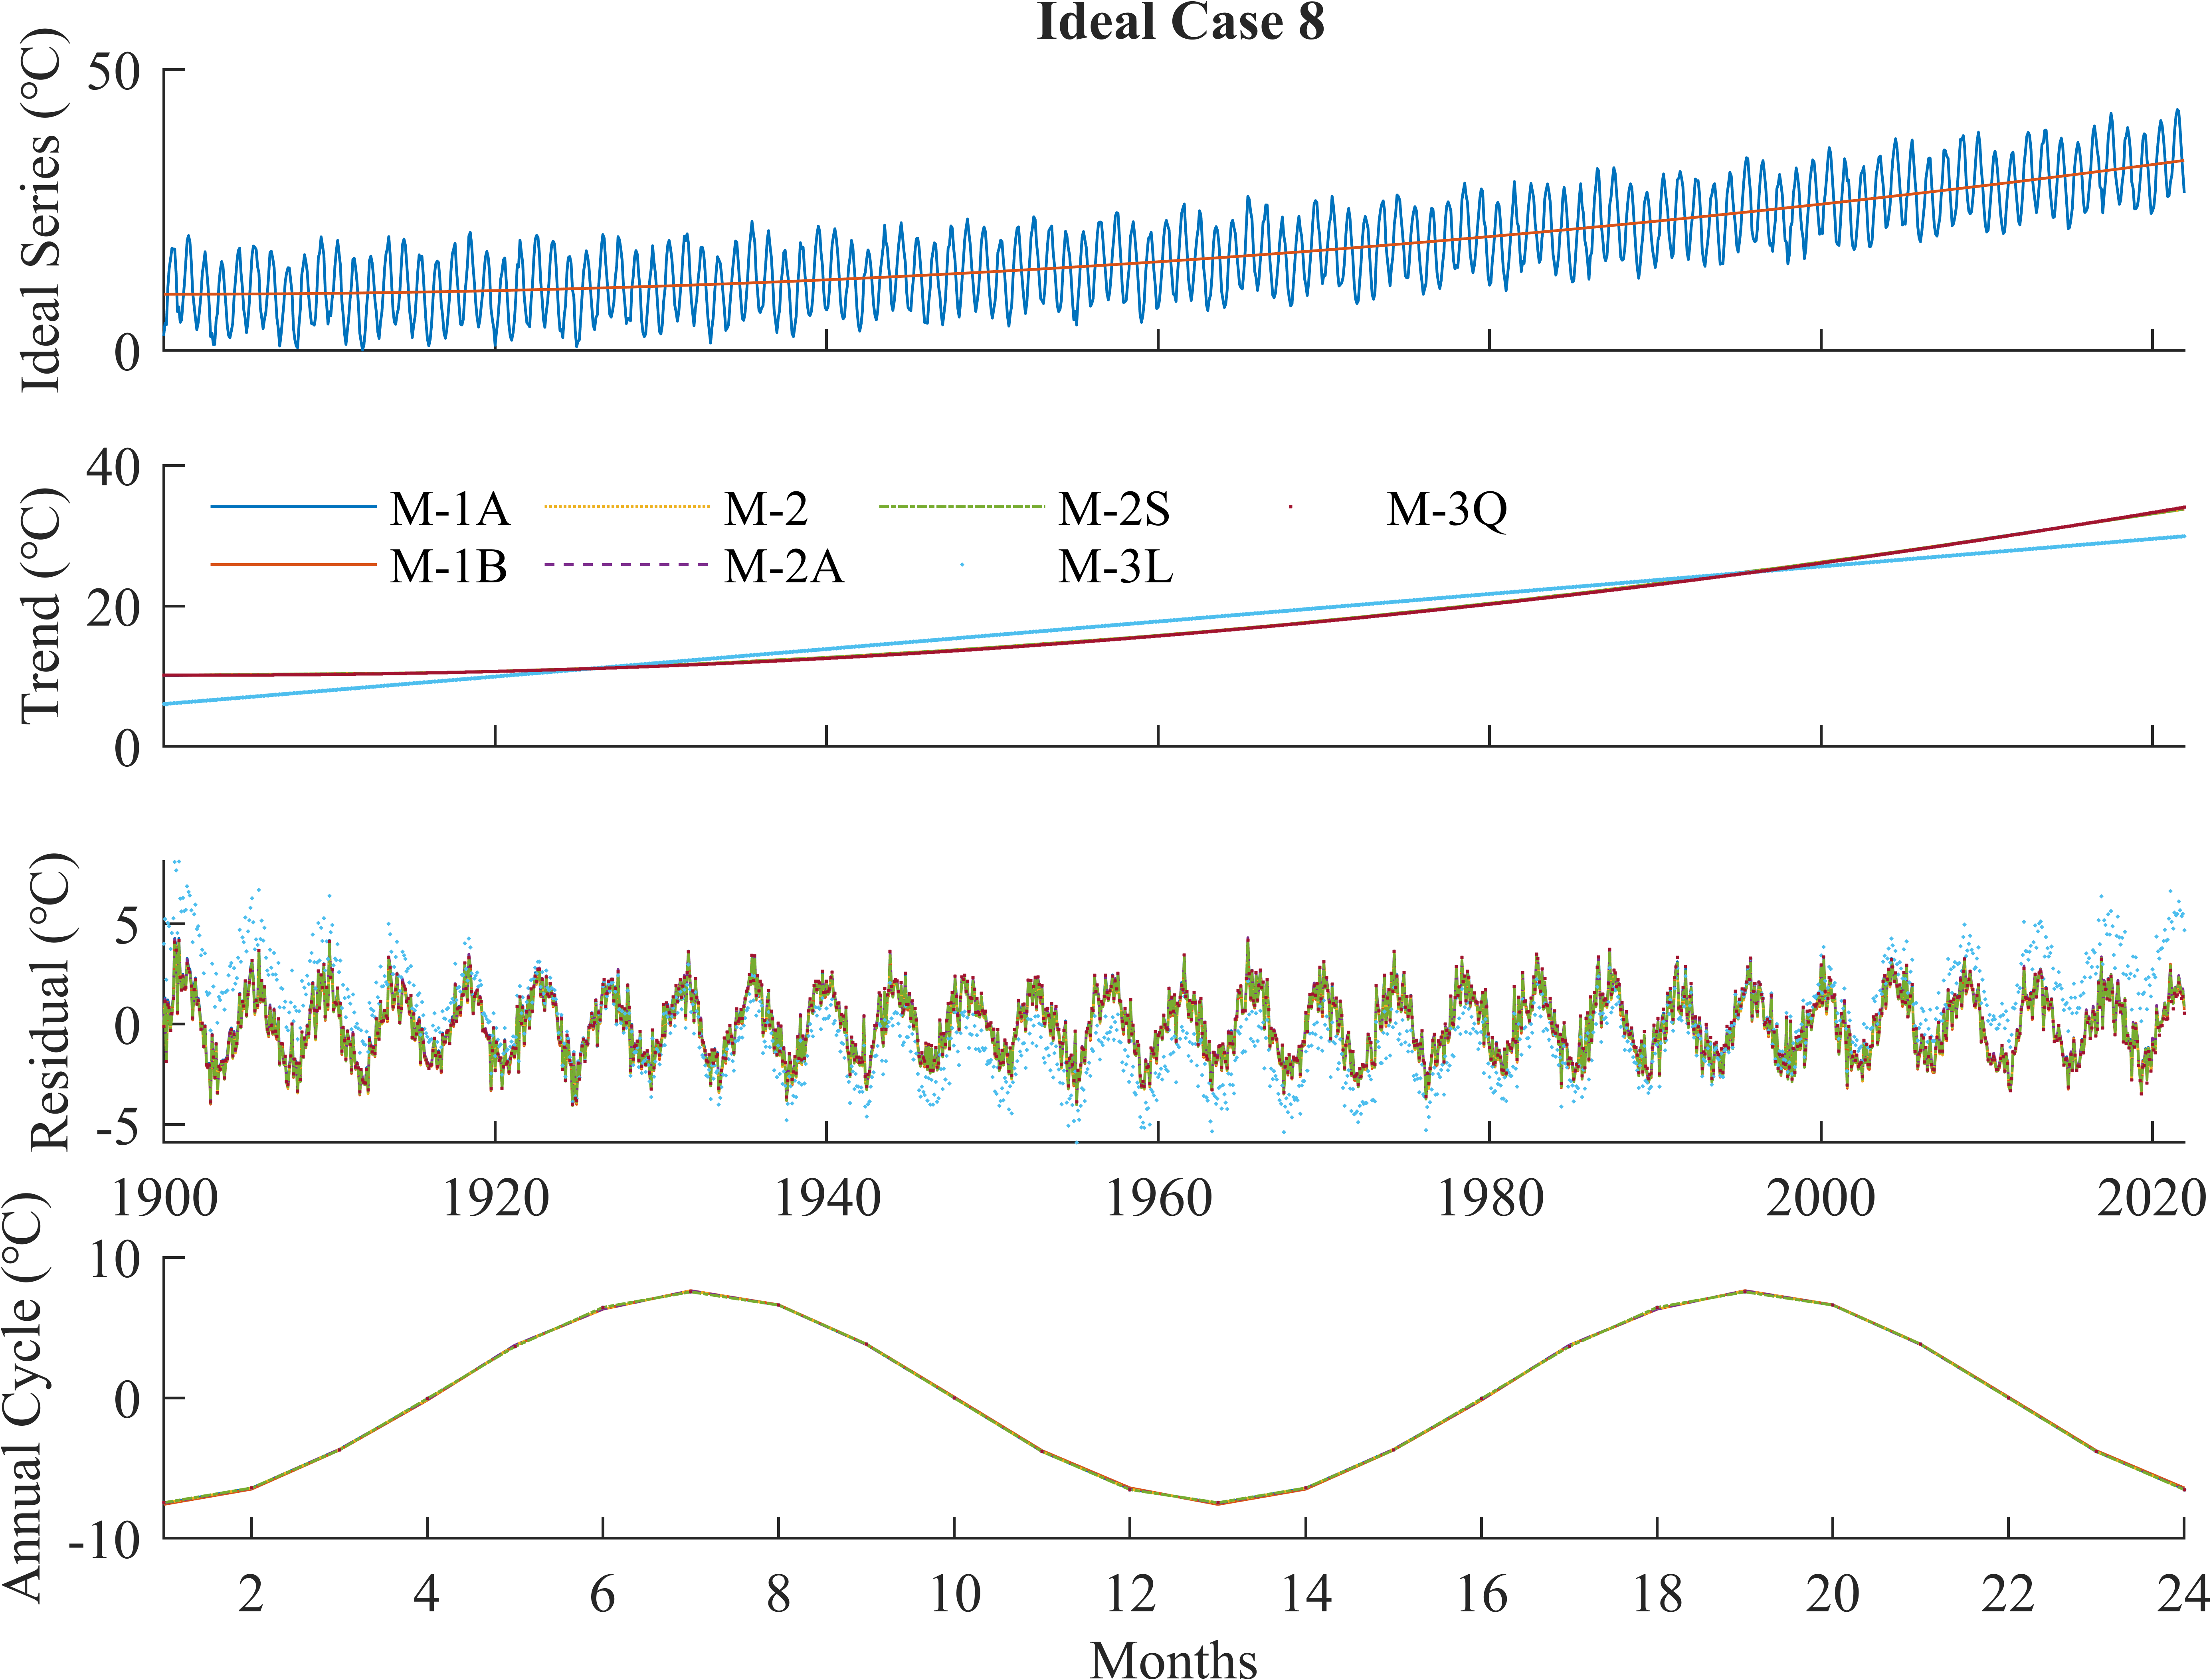 Ideal Case 8
Ideal Series (°C)
50
0
Trend (°C)
40
20
0
M-1A M-2 M-2S M-3Q
M-1B M-2A M-3L
Residual (°C)
5
0
-5
1900 1920 1940 1960 1980 2000 2020
Annual Cycle (°C)
10
0
-10
2 4 6 8 10 12 14 16 18 20 22 24
Months